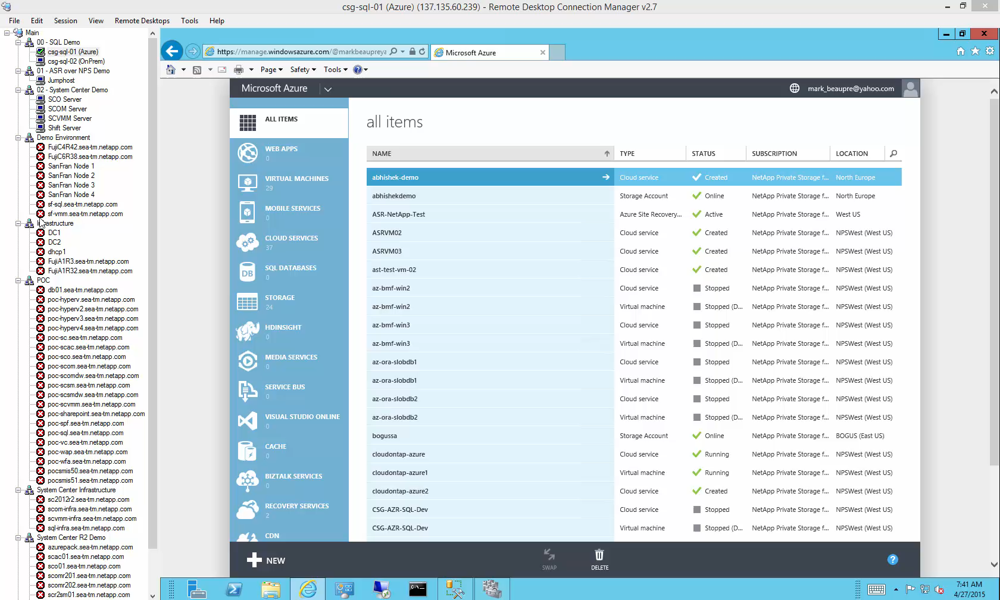 csg-sql-01 (Azure) (137.135.60.239) - Remote Desktop Connection Manager v2.7
File Edit Session View Remote Desktops Tools Help
Main
00 - SQL Demo
csg-sql-01 (Azure)
csg-sql-02 (OnPrem)
01 - ASR over NPS Demo
Jumphost
02 - System Center Demo
SCO Server
SCOM Server
SCVMM Server
Shift Server
Demo Environment
FujiC4R42.sea-tm.netapp.com
FujiC6R38.sea-tm.netapp.com
SanFran Node 1
SanFran Node 2
SanFran Node 3
SanFran Node 4
sf-sql.sea-tm.netapp.com
sf-vmm.sea-tm.netapp.com
Infrastructure
DC1
DC2
dhcp1
FujiA1R3.sea-tm.netapp.com
FujiA1R32.sea-tm.netapp.com
POC
db01.sea-tm.netapp.com
poc-hyperv.sea-tm.netapp.com
poc-hyperv2.sea-tm.netapp.com
poc-hyperv3.sea-tm.netapp.com
poc-hyperv4.sea-tm.netapp.com
poc-sc.sea-tm.netapp.com
poc-scac.sea-tm.netapp.com
poc-sco.sea-tm.netapp.com
poc-scom.sea-tm.netapp.com
poc-scomdw.sea-tm.netapp.com
poc-scsm.sea-tm.netapp.com
poc-scsmdw.sea-tm.netapp.com
poc-scvmm.sea-tm.netapp.com
poc-sharepoint.sea-tm.netapp.com
poc-spf.sea-tm.netapp.com
poc-sql.sea-tm.netapp.com
poc-vc.sea-tm.netapp.com
poc-wap.sea-tm.netapp.com
poc-wfa.sea-tm.netapp.com
pocsmis50.sea-tm.netapp.com
pocsmis51.sea-tm.netapp.com
System Center Infrastructure
sc2012r2.sea-tm.netapp.com
scom-infra.sea-tm.netapp.com
scvmm-infra.sea-tm.netapp.com
sql-infra.sea-tm.netapp.com
System Center R2 Demo
azurepack.sea-tm.netapp.com
scac01.sea-tm.netapp.com
sco01.sea-tm.netapp.com
scomr201.sea-tm.netapp.com
scomr202.sea-tm.netapp.com
scr2sm01.sea-tm.netapp.com
https://manage.windowsazure.com/@markbeaupreya
Microsoft Azure
Page Safety Tools
Microsoft Azure
mark_beaupre@yahoo.com
ALL ITEMS
WEB APPS
0
VIRTUAL MACHINES
29
MOBILE SERVICES
0
CLOUD SERVICES
37
SQL DATABASES
0
DB
STORAGE
24
HDINSIGHT
0
MEDIA SERVICES
0
SERVICE BUS
0
VISUAL STUDIO ONLINE
0
CACHE
0
BIZTALK SERVICES
0
RECOVERY SERVICES
2
CDN
all items
NAME TYPE STATUS SUBSCRIPTION LOCATION
abhishek-demo Cloud service Created NetApp Private Storage f... North Europe
abhishekdemo Storage Account Online NetApp Private Storage f... North Europe
ASR-NetApp-Test Azure Site Recovery... Active NetApp Private Storage f... West US
ASRVM02 Cloud service Created NetApp Private Storage f... NPSWest (West US)
ASRVM03 Cloud service Created NetApp Private Storage f... NPSWest (West US)
ast-test-vm-02 Cloud service Created NetApp Private Storage f... NPSWest (West US)
az-bmf-win2 Cloud service Stopped NetApp Private Storage f... NPSWest (West US)
az-bmf-win2 Virtual machine Stopped (D... NetApp Private Storage f... NPSWest (West US)
az-bmf-win3 Cloud service Stopped NetApp Private Storage f... NPSWest (West US)
az-bmf-win3 Virtual machine Stopped (D... NetApp Private Storage f... NPSWest (West US)
az-ora-slobdb1 Cloud service Stopped NetApp Private Storage f... NPSWest (West US)
az-ora-slobdb1 Virtual machine Stopped (D... NetApp Private Storage f... NPSWest (West US)
az-ora-slobdb2 Cloud service Stopped NetApp Private Storage f... NPSWest (West US)
az-ora-slobdb2 Virtual machine Stopped (D... NetApp Private Storage f... NPSWest (West US)
bogussa Storage Account Online NetApp Private Storage f... BOGUS (East US)
cloudontap-azure Cloud service Running NetApp Private Storage f... NPSWest (West US)
cloudontap-azure1 Virtual machine Running NetApp Private Storage f... NPSWest (West US)
cloudontap-azure2 Cloud service Created NetApp Private Storage f... NPSWest (West US)
CSG-AZR-SQL-Dev Cloud service Stopped NetApp Private Storage f... NPSWest (West US)
CSG-AZR-SQL-Dev Virtual machine Stopped (D... NetApp Private Storage f... NPSWest (West US)
NEW
SWAP
DELETE
7:41 AM
4/27/2015